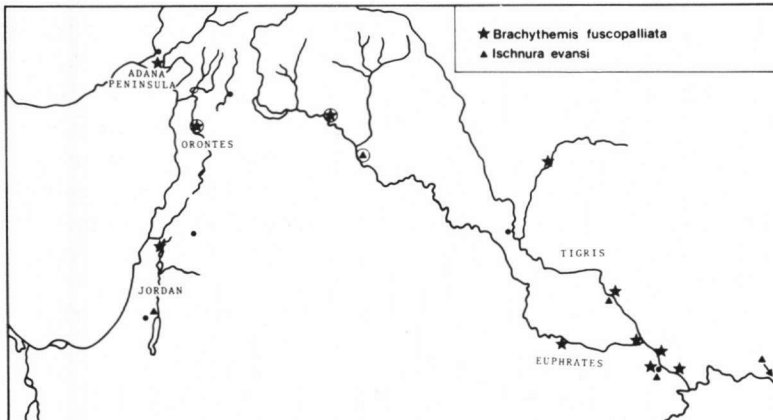 ★ Brachythemis fuscopalliata
▲ Ischnura evansi
ADANA
PENINSULA
ORONTES
TIGRIS
JORDAN
EUPHRATES